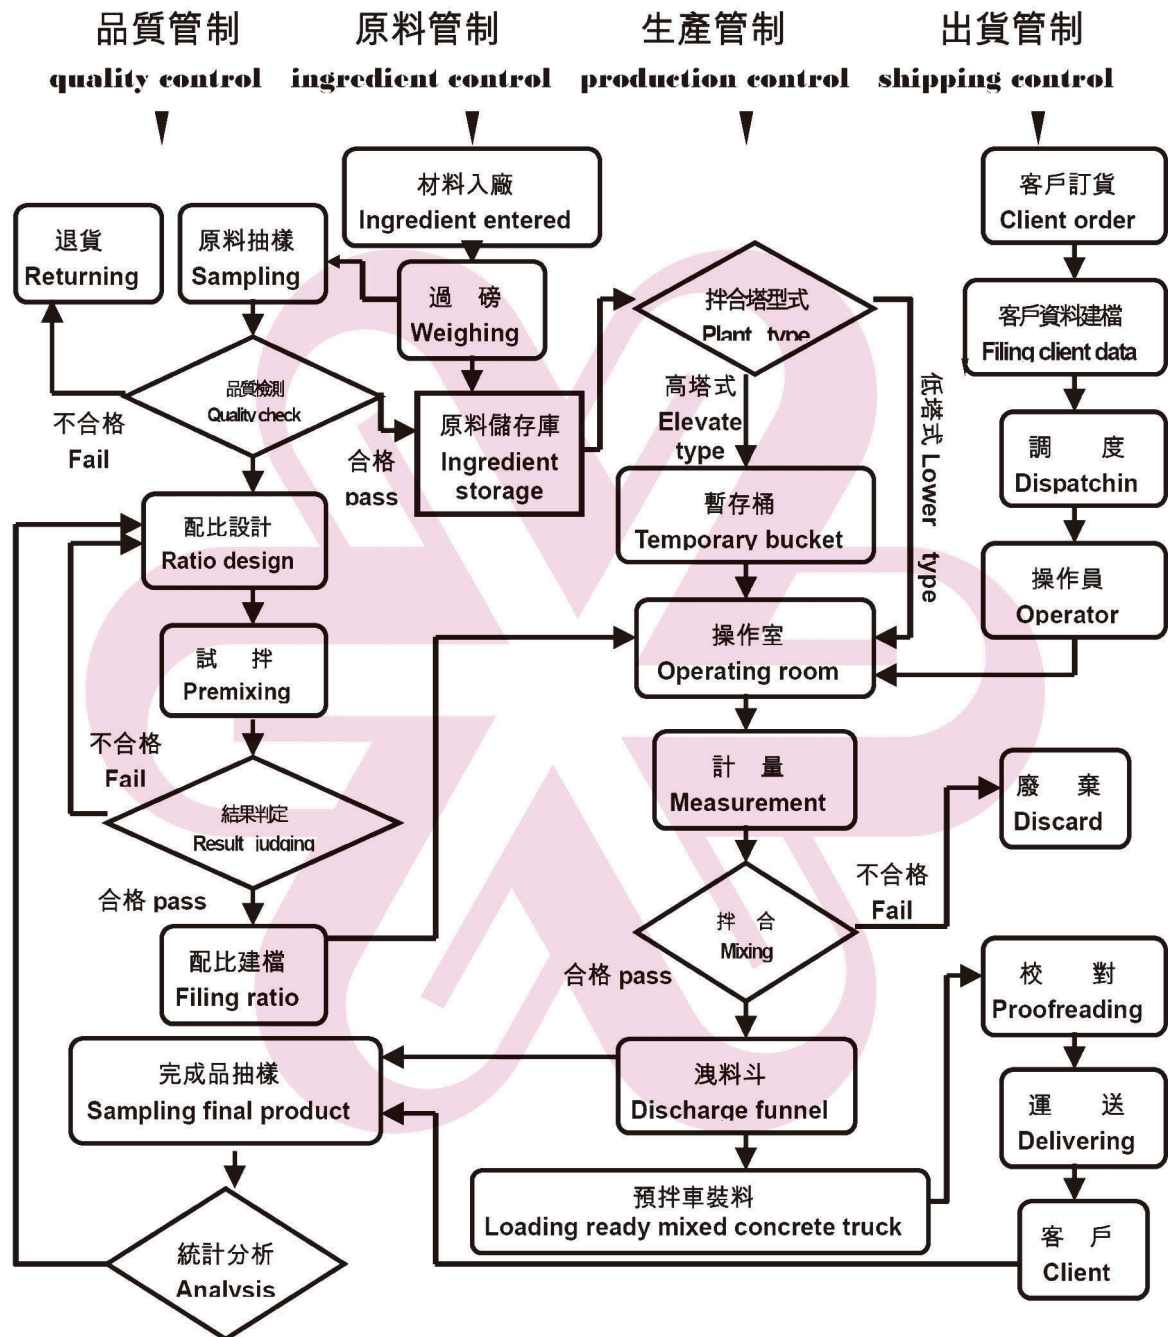 品質管制
quality control
原料管制
ingredient control
生產管制
production control
出貨管制
shipping control
材料入廠
Ingredient entered
客戶訂貨
Client order
退貨
Returning
原料抽樣
Sampling
過 磅
Weighing
拌合塔型式
Plant type
客戶資料建檔
Filing client data
品質檢測
Quality check
不合格
Fail
合格
pass
原料儲存庫
Ingredient
storage
高塔式
Elevate
type
低塔式 Lower type
調 度
Dispatchin
暫存桶
Temporary bucket
配比設計
Ratio design
操作員
Operator
操作室
Operating room
試 拌
Premixing
不合格
Fail
計 量
Measurement
廢 棄
Discard
結果判定
Result judging
不合格
Fail
合格 pass
拌 合
Mixing
合格 pass
配比建檔
Filing ratio
校 對
Proofreading
完成品抽樣
Sampling final product
洩料斗
Discharge funnel
運 送
Delivering
預拌車裝料
Loading ready mixed concrete truck
客 戶
Client
統計分析
Analysis